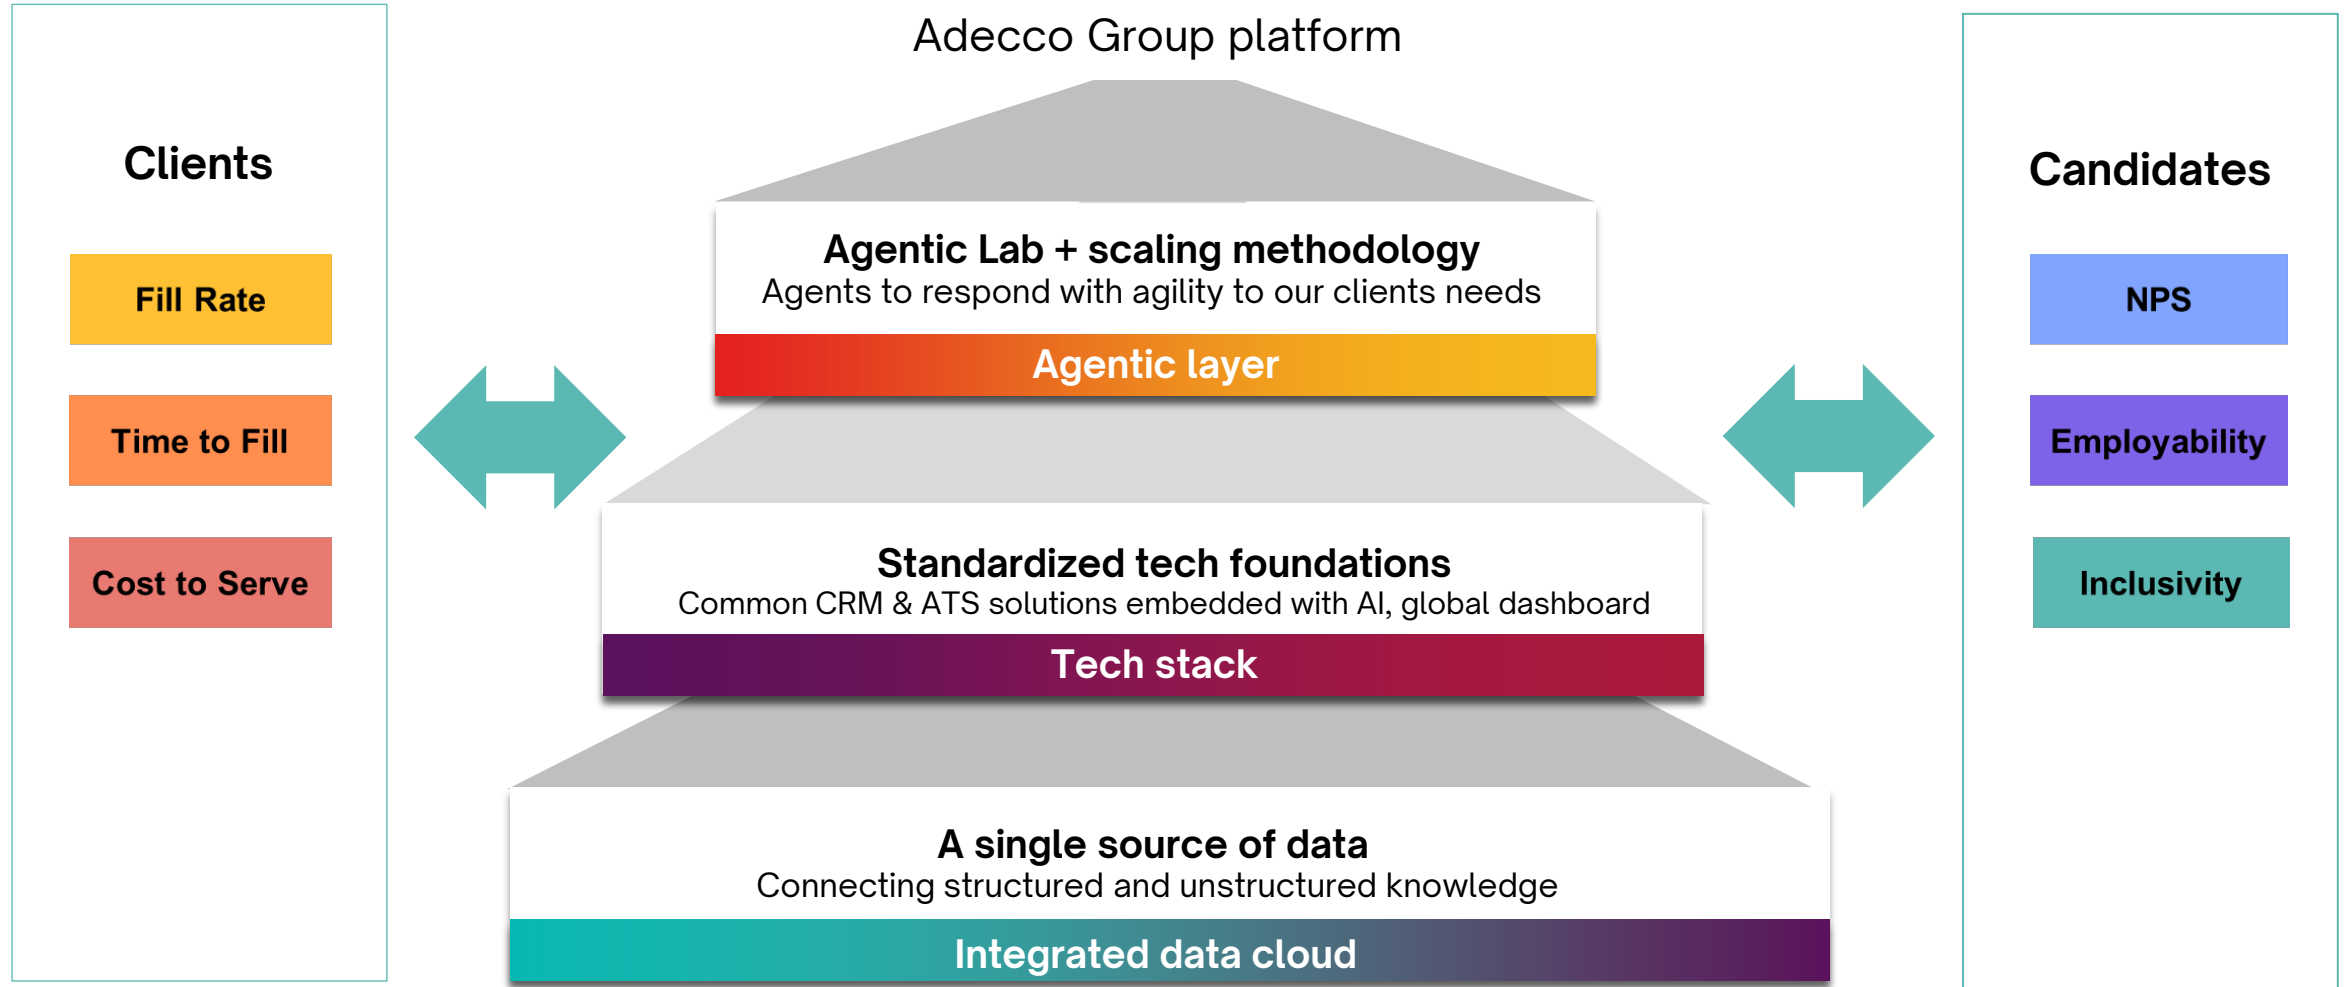 Adecco Group platform
Clients
Fill Rate
Time to Fill
Cost to Serve
Agentic Lab + scaling methodology
Agents to respond with agility to our clients needs
Agentic layer
Standardized tech foundations
Common CRM & ATS solutions embedded with AI, global dashboard
Tech stack
A single source of data
Connecting structured and unstructured knowledge
Integrated data cloud
Candidates
NPS
Employability
Inclusivity